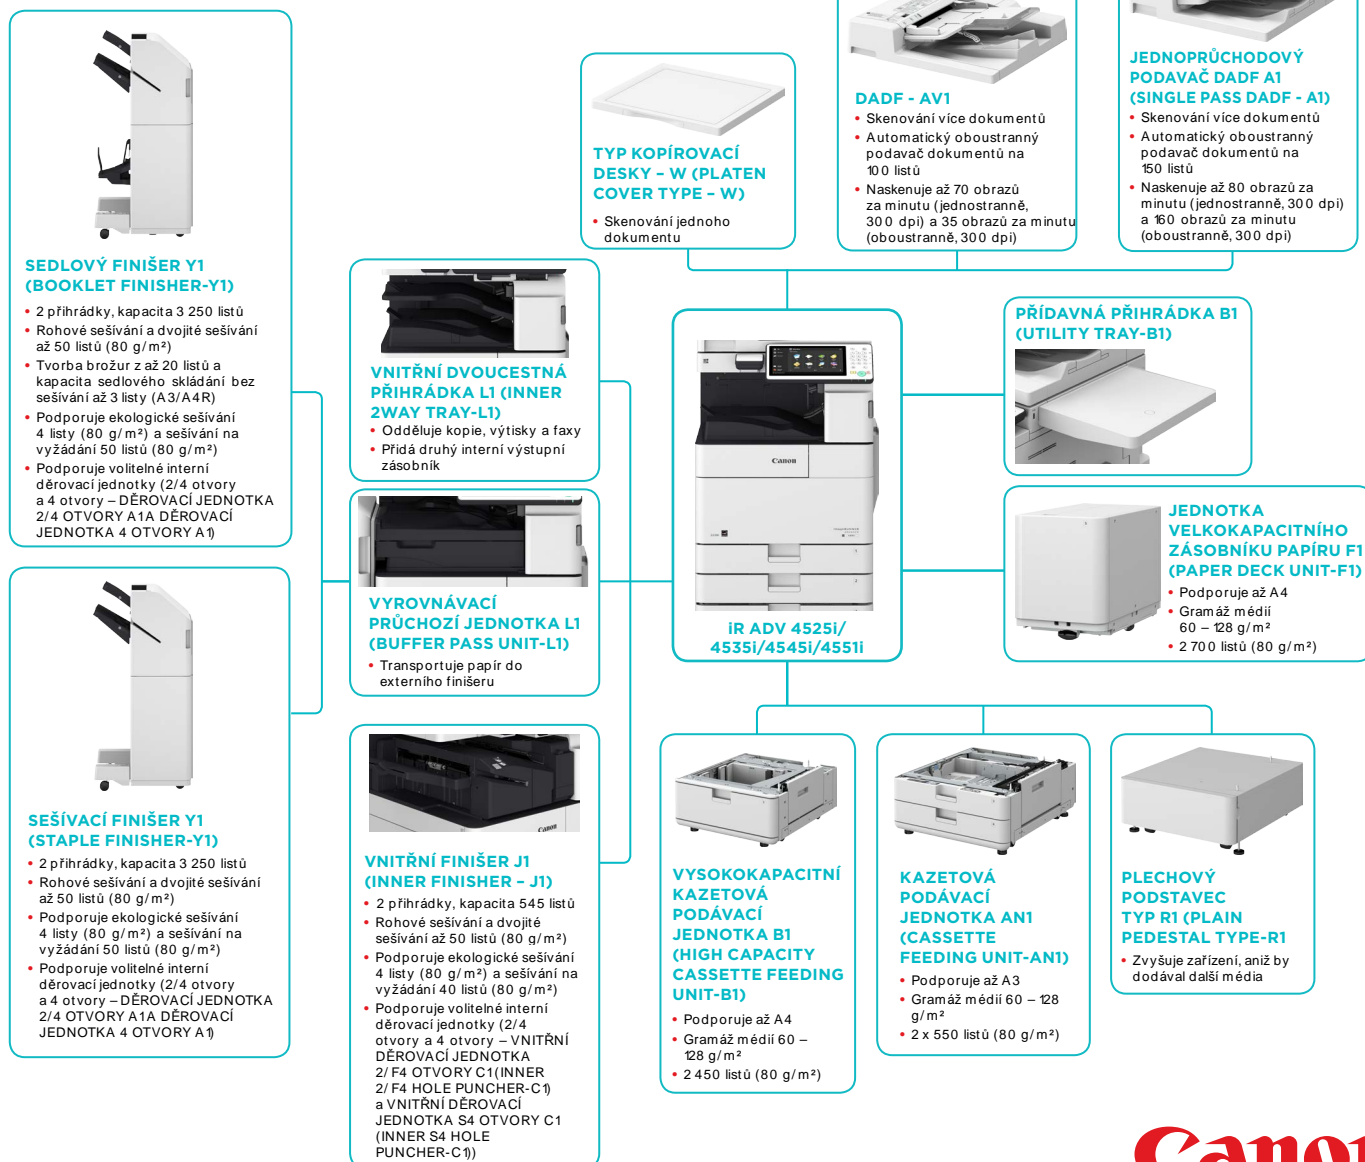 DADF - AV1
• Skenování více dokumentů
• Automatický oboustranný
podavač dokumentů na
100 listů
• Naskenuje až 70 obrazů
za minutu (jednostranně,
300 dpi) a 35 obrazů za minutu
(oboustranně, 300 dpi)
JEDNOPRŮCHODOVÝ
PODAVAČ DADF A1
(SINGLE PASS DADF - A1)
• Skenování více dokumentů
• Automatický oboustranný
podavač dokumentů na
150 listů
• Naskenuje až 80 obrazů za
minutu (jednostranně, 300 dpi)
a 160 obrazů za minutu
(oboustranně, 300 dpi)
TYP KOPÍROVACÍ
DESKY – W (PLATEN
COVER TYPE – W)
• Skenování jednoho
dokumentu
SEDLOVÝ FINIŠER Y1
(BOOKLET FINISHER-Y1)
• 2 přihrádky, kapacita 3 250 listů
• Rohové sešívání a dvojité sešívání
až 50 listů (80 g/m²)
• Tvorba brožur z až 20 listů a
kapacita sedlového skládání bez
sešívání až 3 listy (A3/A4R)
• Podporuje ekologické sešívání
4 listy (80 g/m²) a sešívání na
vyžádání 50 listů (80 g/m²)
• Podporuje volitelné interní
děrovací jednotky (2/4 otvory
a 4 otvory – DĚROVACÍ JEDNOTKA
2/4 OTVORY A1A DĚROVACÍ
JEDNOTKA 4 OTVORY A1)
VNITŘNÍ DVOUCESTNÁ
PŘIHRÁDKA L1 (INNER
2WAY TRAY-L1)
• Odděluje kopie, výtisky a faxy
• Přidá druhý interní výstupní
zásobník
VYROVNÁVACÍ
PRŮCHOZÍ JEDNOTKA L1
(BUFFER PASS UNIT-L1)
• Transportuje papír do
externího finišeru
Canon
iR ADV 4525i/
4535i/4545i/4551i
PŘÍDAVNÁ PŘIHRÁDKA B1
(UTILITY TRAY-B1)
JEDNOTKA
VELKOKAPACITNÍHO
ZÁSOBNÍKU PAPÍRU F1
(PAPER DECK UNIT-F1)
• Podporuje až A4
• Gramáž médií
60 – 128 g/m²
• 2 700 listů (80 g/m²)
SEŠÍVACÍ FINIŠER Y1
(STAPLE FINISHER-Y1)
• 2 přihrádky, kapacita 3 250 listů
• Rohové sešívání a dvojité sešívání
až 50 listů (80 g/m²)
• Podporuje ekologické sešívání
4 listy (80 g/m²) a sešívání na
vyžádání 50 listů (80 g/m²)
• Podporuje volitelné interní
děrovací jednotky (2/4 otvory
a 4 otvory – DĚROVACÍ JEDNOTKA
2/4 OTVORY A1A DĚROVACÍ
JEDNOTKA 4 OTVORY A1)
Canon
VNITŘNÍ FINIŠER J1
(INNER FINISHER – J1)
• 2 přihrádky, kapacita 545 listů
• Rohové sešívání a dvojité
sešívání až 50 listů (80 g/m²)
• Podporuje ekologické sešívání
4 listy (80 g/m²) a sešívání na
vyžádání 40 listů (80 g/m²)
• Podporuje volitelné interní
děrovací jednotky (2/4
otvory a 4 otvory – VNITŘNÍ
DĚROVACÍ JEDNOTKA
2/F4 OTVORY C1(INNER
2/F4 HOLE PUNCHER-C1)
a VNITŘNÍ DĚROVACÍ
JEDNOTKA S4 OTVORY C1
(INNER S4 HOLE
PUNCHER-C1))
VYSOKOKAPACITNÍ
KAZETOVÁ
PODÁVACÍ
JEDNOTKA B1
(HIGH CAPACITY
CASSETTE FEEDING
UNIT-B1)
• Podporuje až A4
• Gramáž médií 60 –
128 g/m²
• 2 450 listů (80 g/m²)
KAZETOVÁ
PODÁVACÍ
JEDNOTKA AN1
(CASSETTE
FEEDING UNIT-AN1)
• Podporuje až A3
• Gramáž médií 60 – 128
g/m²
• 2 x 550 listů (80 g/m²)
PLECHOVÝ
PODSTAVEC
TYP R1 (PLAIN
PEDESTAL TYPE-R1
• Zvyšuje zařízení, aniž by
dodával další média
Canon